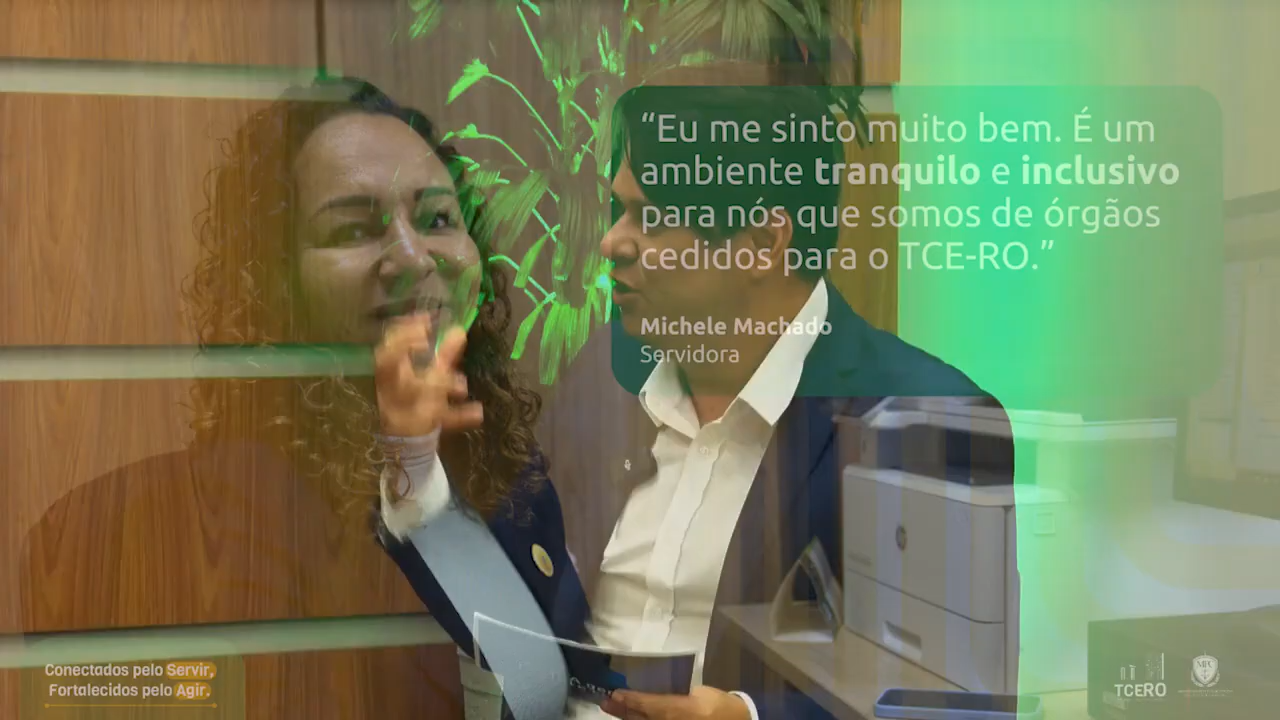 “Eu me sinto muito bem. É um
ambiente tranquilo e inclusivo
para nós que somos de órgãos
cedidos para o TCE-RO.”
Michele Machado
Servidora
Conectados pelo Servir,
Fortalecidos pelo Agir.
TCERO